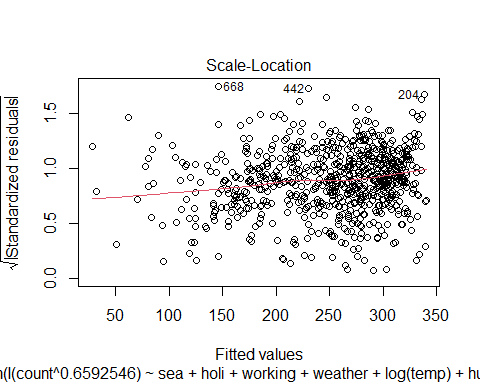 Scale-Location
√|Standardized residuals|
0.0 0.5 1.0 1.5
668
442
204
50 100 150 200 250 300 350
Fitted values
n(I(count^0.6592546) ~ sea + holi + working + weather + log(temp) + hu